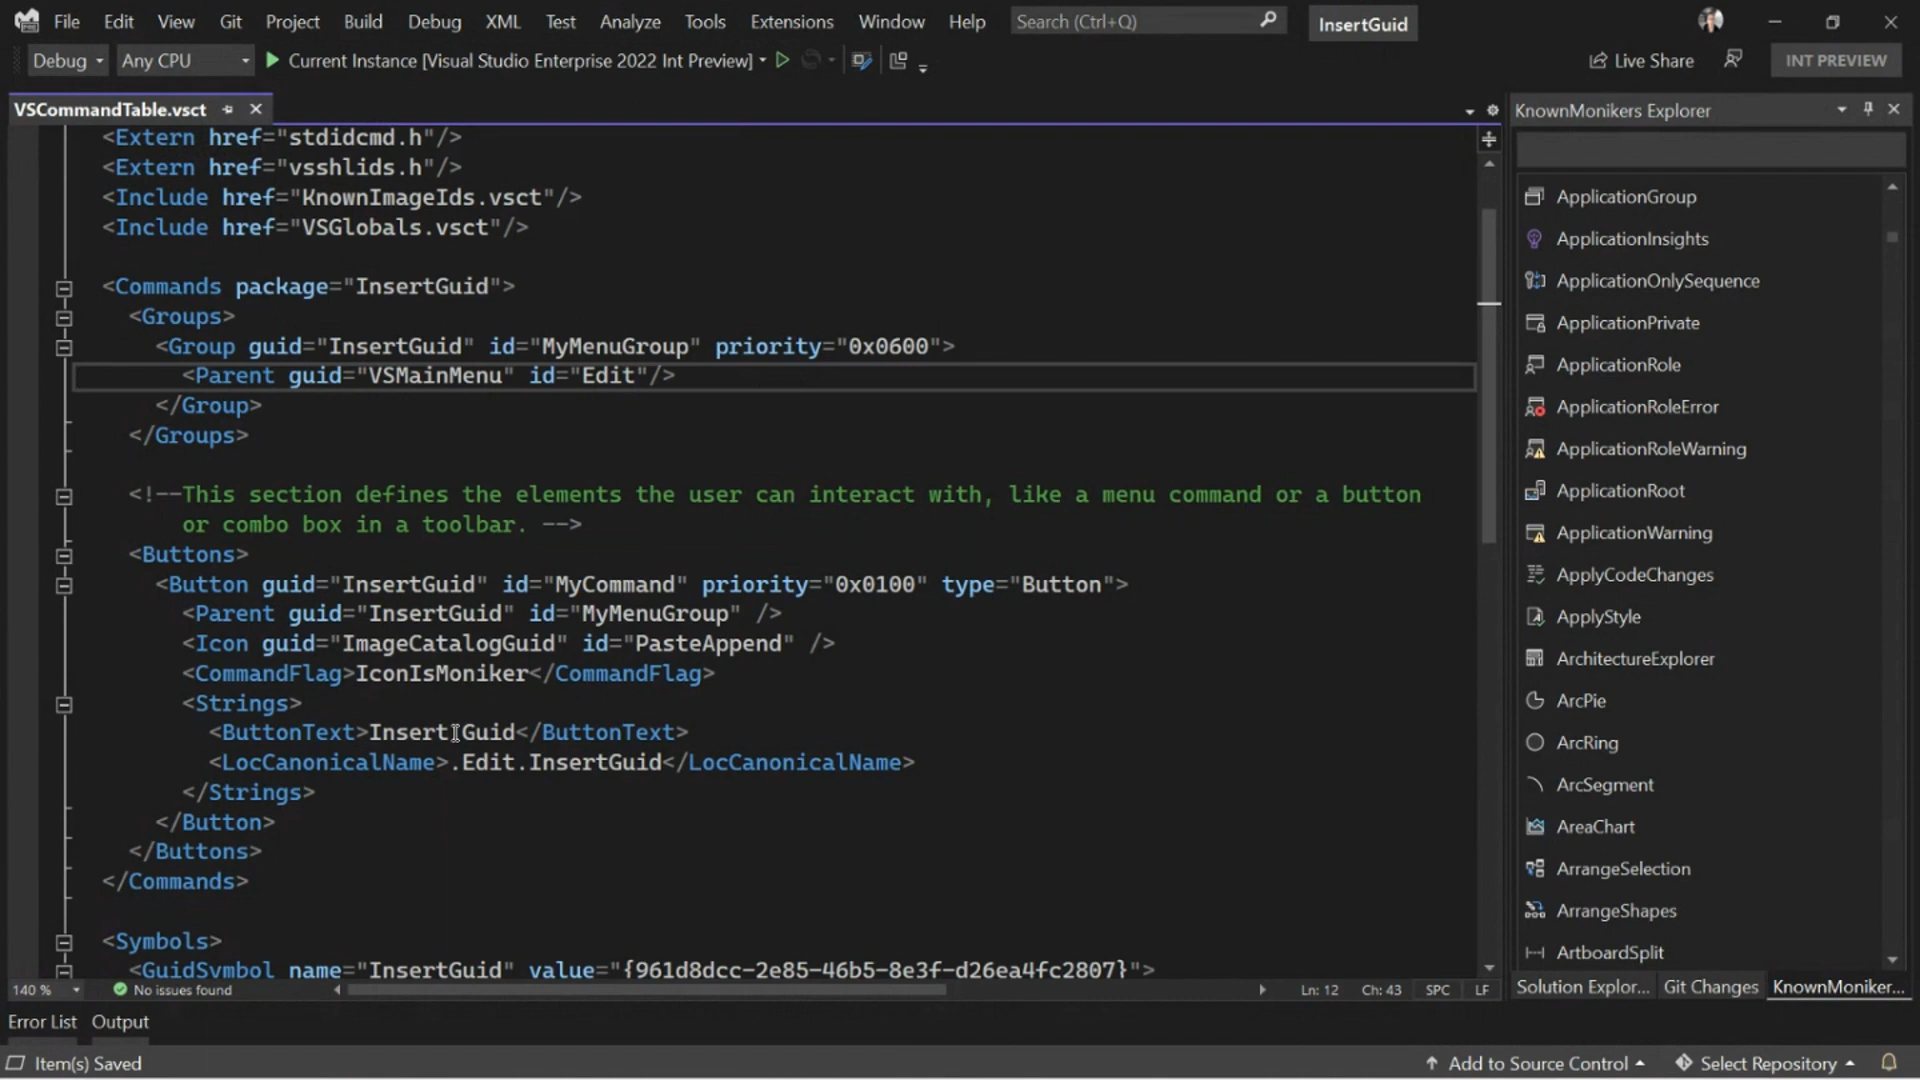 File Edit View Git Project Build Debug XML Test Analyze Tools Extensions Window Help Search (Ctrl+Q) InsertGuid
Debug Any CPU Current Instance [Visual Studio Enterprise 2022 Int Preview] Live Share INT PREVIEW
VSCommandTable.vsct
<Extern href="stdidcmd.h"/>
<Extern href="vsshlids.h"/>
<Include href="KnownImageIds.vsct"/>
<Include href="VSGlobals.vsct"/>
<Commands package="InsertGuid">
<Groups>
<Group guid="InsertGuid" id="MyMenuGroup" priority="0x0600">
<Parent guid="VSMainMenu" id="Edit"/>
</Group>
</Groups>
<!--This section defines the elements the user can interact with, like a menu command or a button
or combo box in a toolbar. -->
<Buttons>
<Button guid="InsertGuid" id="MyCommand" priority="0x0100" type="Button">
<Parent guid="InsertGuid" id="MyMenuGroup" />
<Icon guid="ImageCatalogGuid" id="PasteAppend" />
<CommandFlag>IconIsMoniker</CommandFlag>
<Strings>
<ButtonText>Insert Guid</ButtonText>
<LocCanonicalName>.Edit.InsertGuid</LocCanonicalName>
</Strings>
</Button>
</Buttons>
</Commands>
<Symbols>
<GuidSymbol name="InsertGuid" value="{961d8dcc-2e85-46b5-8e3f-d26ea4fc2807}">
140 % No issues found Ln: 12 Ch: 43 SPC LF
KnownMonikers Explorer
ApplicationGroup
ApplicationInsights
ApplicationOnlySequence
ApplicationPrivate
ApplicationRole
ApplicationRoleError
ApplicationRoleWarning
ApplicationRoot
ApplicationWarning
ApplyCodeChanges
ApplyStyle
ArchitectureExplorer
ArcPie
ArcRing
ArcSegment
AreaChart
ArrangeSelection
ArrangeShapes
ArtboardSplit
Solution Explor... Git Changes KnownMoniker...
Error List Output
Item(s) Saved Add to Source Control Select Repository